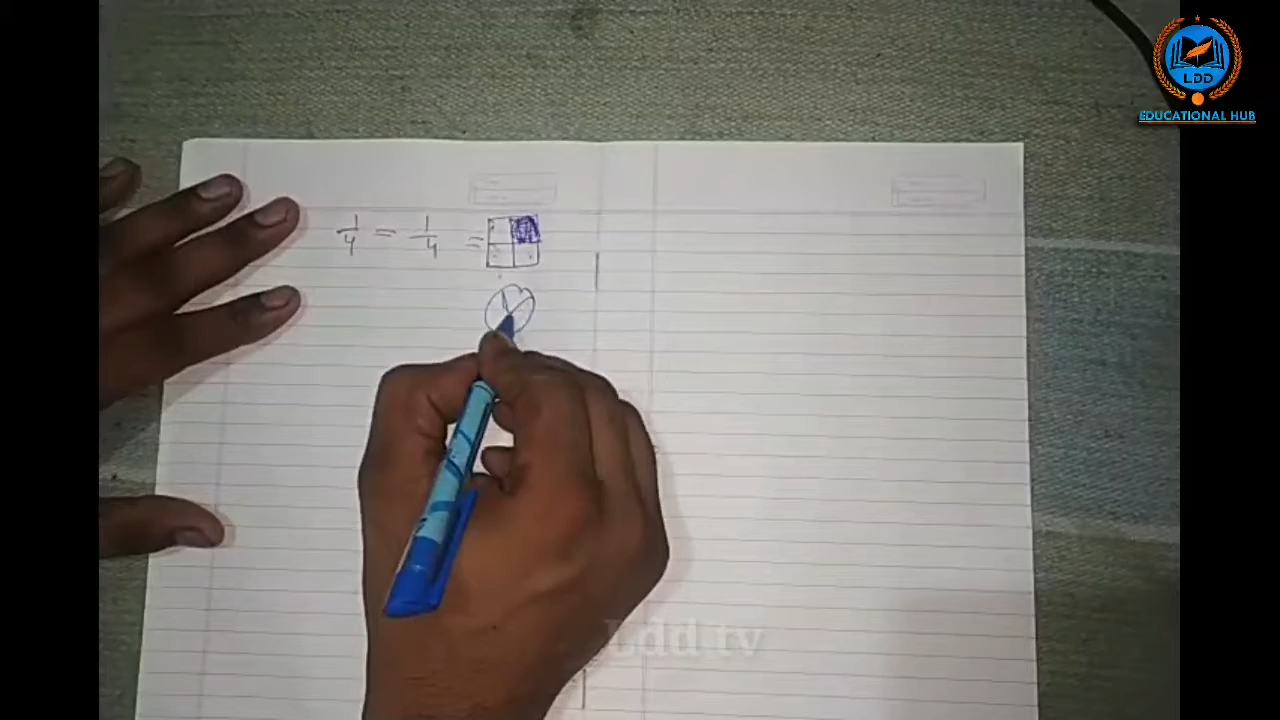 LDD
EDUCATIONAL HUB
1/4 = 1/4 =
Ldd.tv